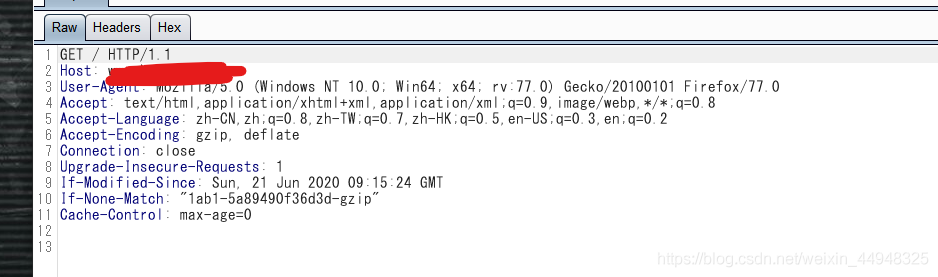 Raw Headers Hex
1 GET / HTTP/1.1
2 Host:
3 User-Agent: Mozilla/5.0 (Windows NT 10.0; Win64; x64; rv:77.0) Gecko/20100101 Firefox/77.0
4 Accept: text/html,application/xhtml+xml,application/xml;q=0.9,image/webp,*/*;q=0.8
5 Accept-Language: zh-CN,zh;q=0.8,zh-TW;q=0.7,zh-HK;q=0.5,en-US;q=0.3,en;q=0.2
6 Accept-Encoding: gzip, deflate
7 Connection: close
8 Upgrade-Insecure-Requests: 1
9 If-Modified-Since: Sun, 21 Jun 2020 09:15:24 GMT
10 If-None-Match: "1ab1-5a89490f36d3d-gzip"
11 Cache-Control: max-age=0
12
13
https://blog.csdn.net/weixin_44948325